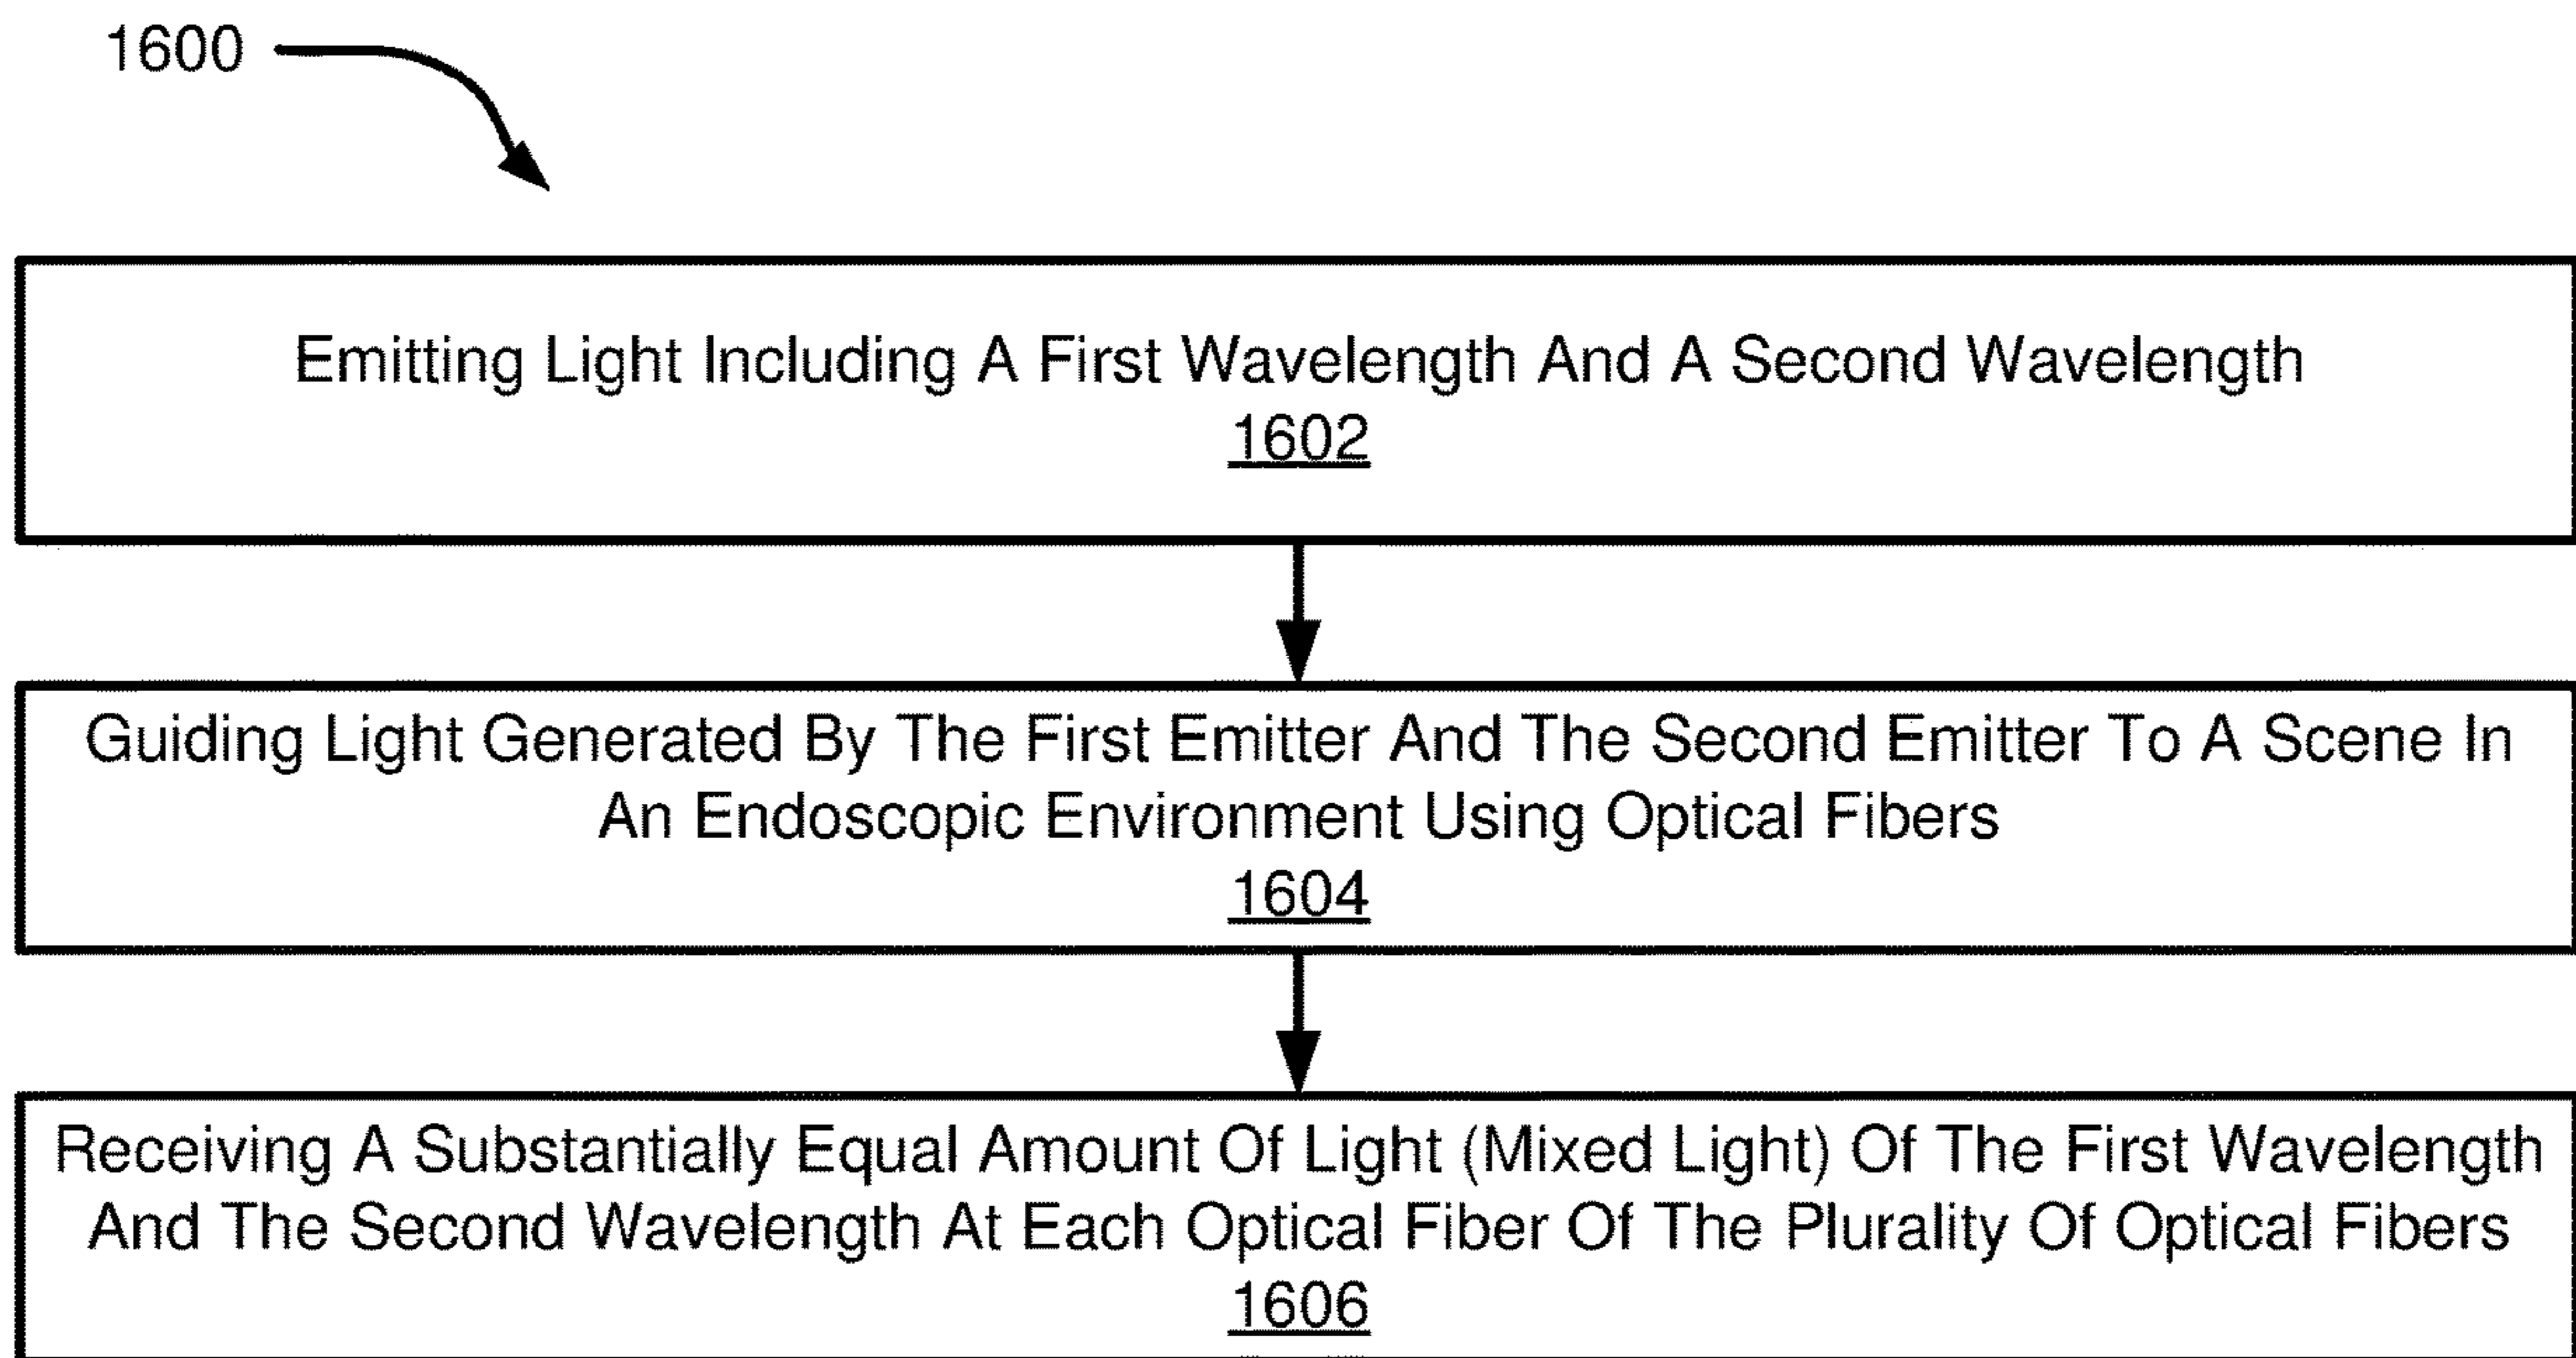 1600
Emitting Light Including A First Wavelength And A Second Wavelength
1602
Guiding Light Generated By The First Emitter And The Second Emitter To A Scene In
An Endoscopic Environment Using Optical Fibers
1604
Receiving A Substantially Equal Amount Of Light (Mixed Light) Of The First Wavelength
And The Second Wavelength At Each Optical Fiber Of The Plurality Of Optical Fibers
1606